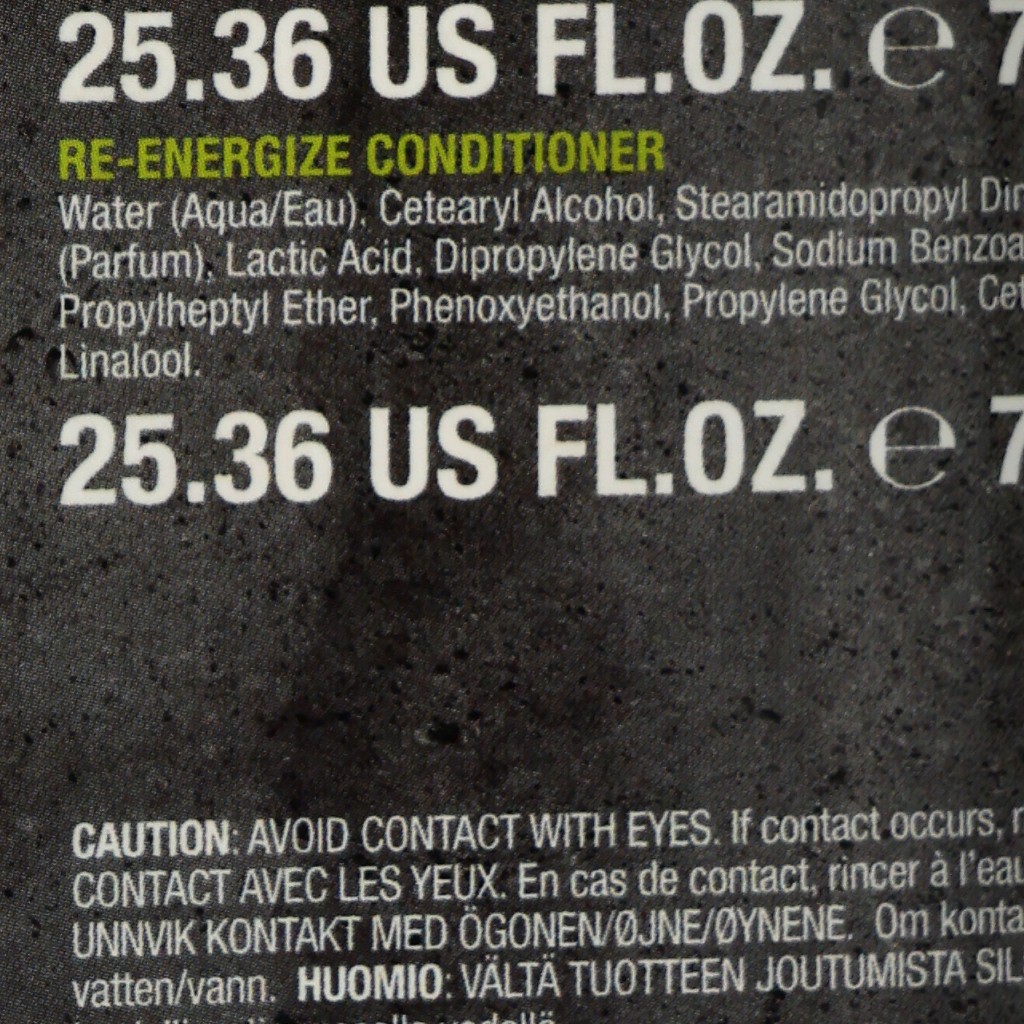 25.36 US FL.OZ. ℮ 7
RE-ENERGIZE CONDITIONER
Water (Aqua/Eau), Cetearyl Alcohol, Stearamidopropyl
(Parfum), Lactic Acid, Dipropylene Glycol, Sodium
Propylheptyl Ether, Phenoxyethanol, Propylene Glycol,
Linalool.
25.36 US FL.OZ. ℮ 7
CAUTION: AVOID CONTACT WITH EYES. If contact occurs,
CONTACT AVEC LES YEUX. En cas de contact, rincer à l'eau
UNNVIK KONTAKT MED ÖGONEN/ØJNE/ØYNENE. Om
vatten/vann. HUOMIO: VÄLTÄ TUOTTEEN JOUTUMISTA